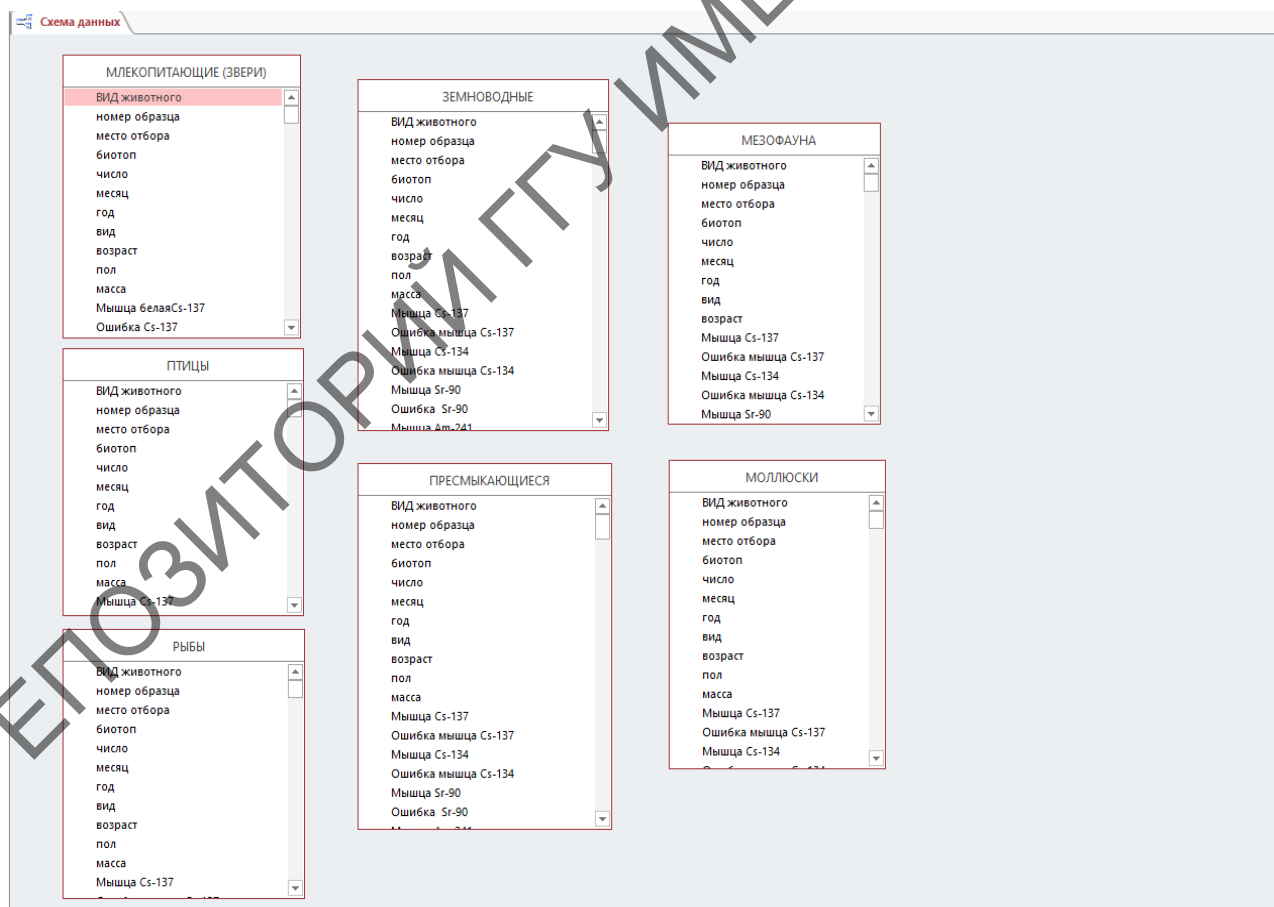 Схема данных
МЛЕКОПИТАЮЩИЕ (ЗВЕРИ)
ВИД животного
номер образца
место отбора
биотоп
число
месяц
год
вид
возраст
пол
масса
Мышца белаяCs-137
Ошибка Cs-137
ПТИЦЫ
ВИД животного
номер образца
место отбора
биотоп
число
месяц
год
вид
возраст
пол
масса
Мышца Cs-137
РЫБЫ
ВИД животного
номер образца
место отбора
биотоп
число
месяц
год
вид
возраст
пол
масса
Мышца Cs-137
ЗЕМНОВОДНЫЕ
ВИД животного
номер образца
место отбора
биотоп
число
месяц
год
возраст
пол
масса
Мышца Cs-137
Ошибка мышца Cs-137
Мышца Cs-134
Ошибка мышца Cs-134
Мышца Sr-90
Ошибка Sr-90
Мышца Am-241
ПРЕСМЫКАЮЩИЕСЯ
ВИД животного
номер образца
место отбора
биотоп
число
месяц
год
вид
возраст
пол
масса
Мышца Cs-137
Ошибка мышца Cs-137
Мышца Cs-134
Ошибка мышца Cs-134
Мышца Sr-90
Ошибка Sr-90
МЕЗОФАУНА
ВИД животного
номер образца
место отбора
биотоп
число
месяц
год
вид
возраст
Мышца Cs-137
Ошибка мышца Cs-137
Мышца Cs-134
Ошибка мышца Cs-134
Мышца Sr-90
МОЛЛЮСКИ
ВИД животного
номер образца
место отбора
биотоп
число
месяц
год
вид
возраст
пол
масса
Мышца Cs-137
Ошибка мышца Cs-137
Мышца Cs-134
ЕПОЗИТОРИЙ ГГУ ИМЕ